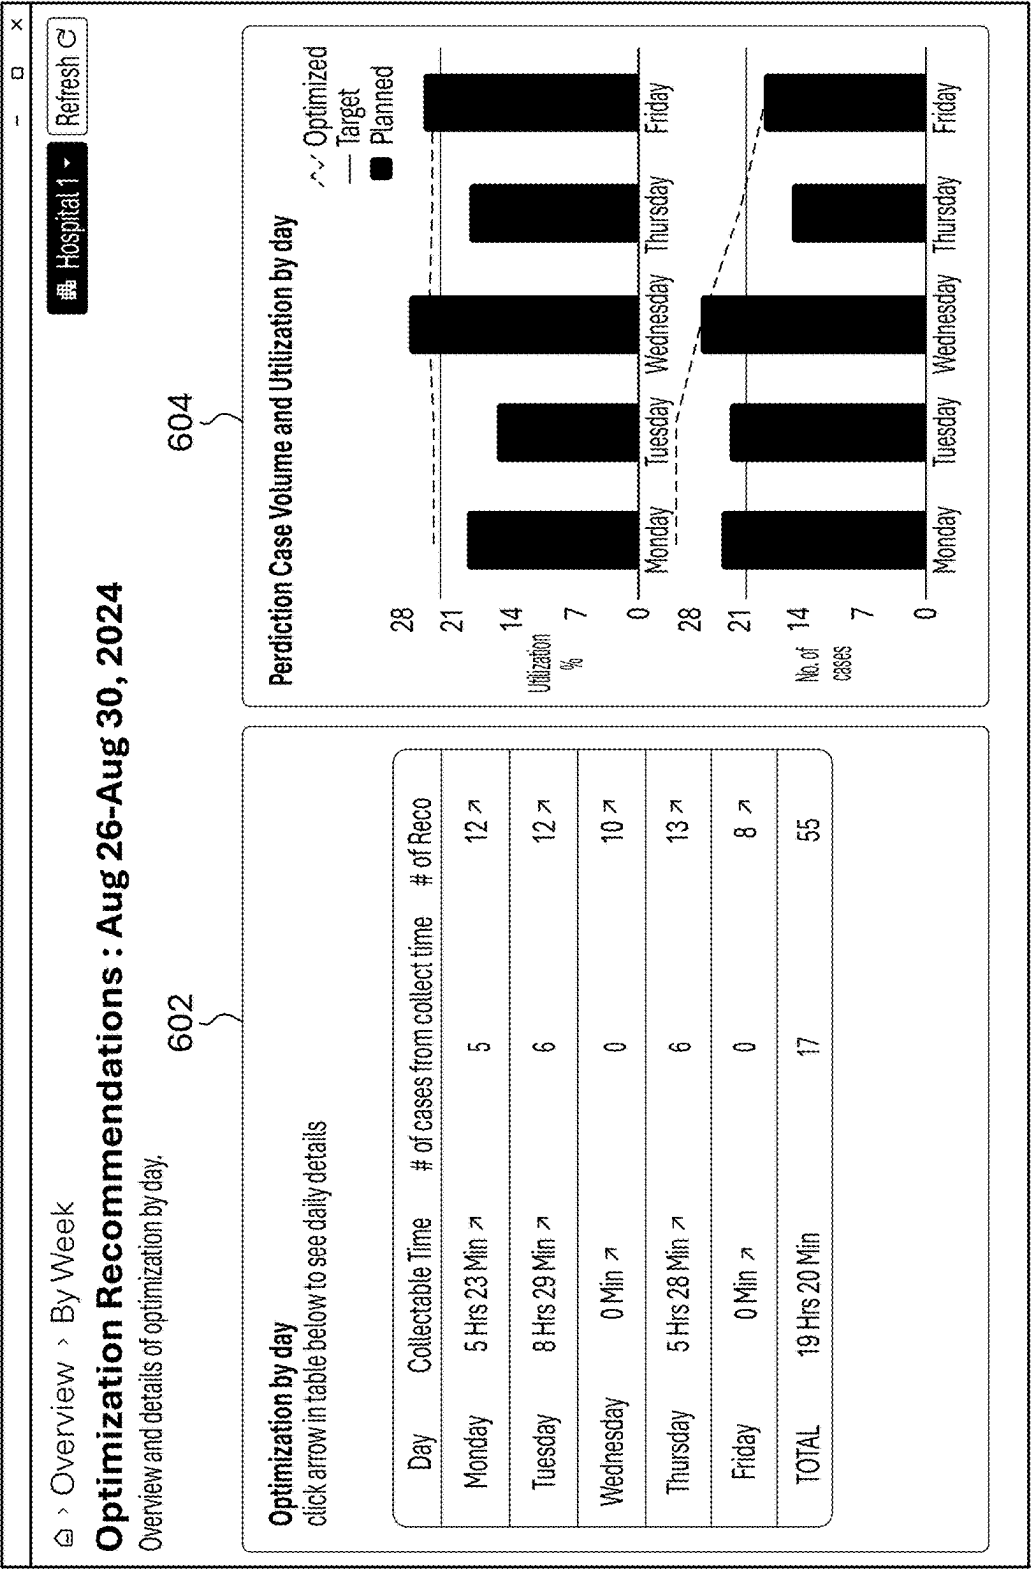 ⌂ > Overview > By Week
Hospital 1 Refresh
Optimization Recommendations : Aug 26-Aug 30, 2024
Overview and details of optimization by day.
602
Optimization by day
click arrow in table below to see daily details
Day Collectable Time # of cases from collect time # of Reco
Monday 5 Hrs 23 Min ↗ 5 12 ↗
Tuesday 8 Hrs 29 Min ↗ 6 12 ↗
Wednesday 0 Min ↗ 0 10 ↗
Thursday 5 Hrs 28 Min ↗ 6 13 ↗
Friday 0 Min ↗ 0 8 ↗
TOTAL 19 Hrs 20 Min 17 55
604
Perdiction Case Volume and Utilization by day
Optimized
Target
Planned
28
21
Utilization
%
14
7
0
Monday Tuesday Wednesday Thursday Friday
28
21
No. of
cases
14
7
0
Monday Tuesday Wednesday Thursday Friday